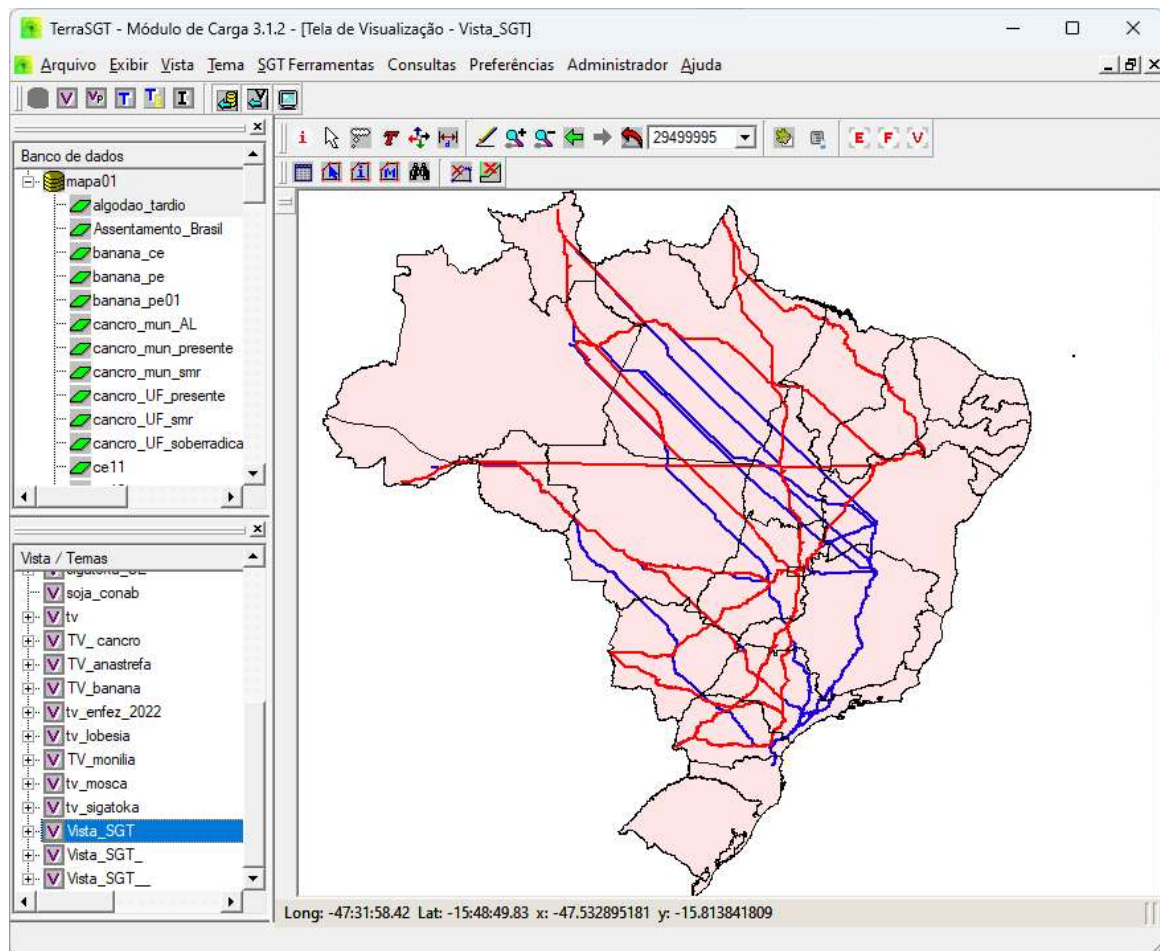 TerraSGT - Módulo de Carga 3.1.2 - [Tela de Visualização - Vista_SGT]
Arquivo Exibir Vista Tema SGT Ferramentas Consultas Preferências Administrador Ajuda
V VP T T I
29499995
E F V
Banco de dados
mapa01
algodao_tardio
Assentamento_Brasil
banana_ce
banana_pe
banana_pe01
cancro_mun_AL
cancro_mun_presente
cancro_mun_smr
cancro_UF_presente
cancro_UF_smr
cancro_UF_soberradica
ce11
Vista / Temas
soja_conab
tv
TV_ cancro
TV_anastrefa
TV_banana
tv_enfez_2022
tv_lobesia
TV_monilia
tv_mosca
tv_sigatoka
Vista_SGT
Vista_SGT_
Vista_SGT__
Long: -47:31:58.42 Lat: -15:48:49.83 x: -47.532895181 y: -15.813841809